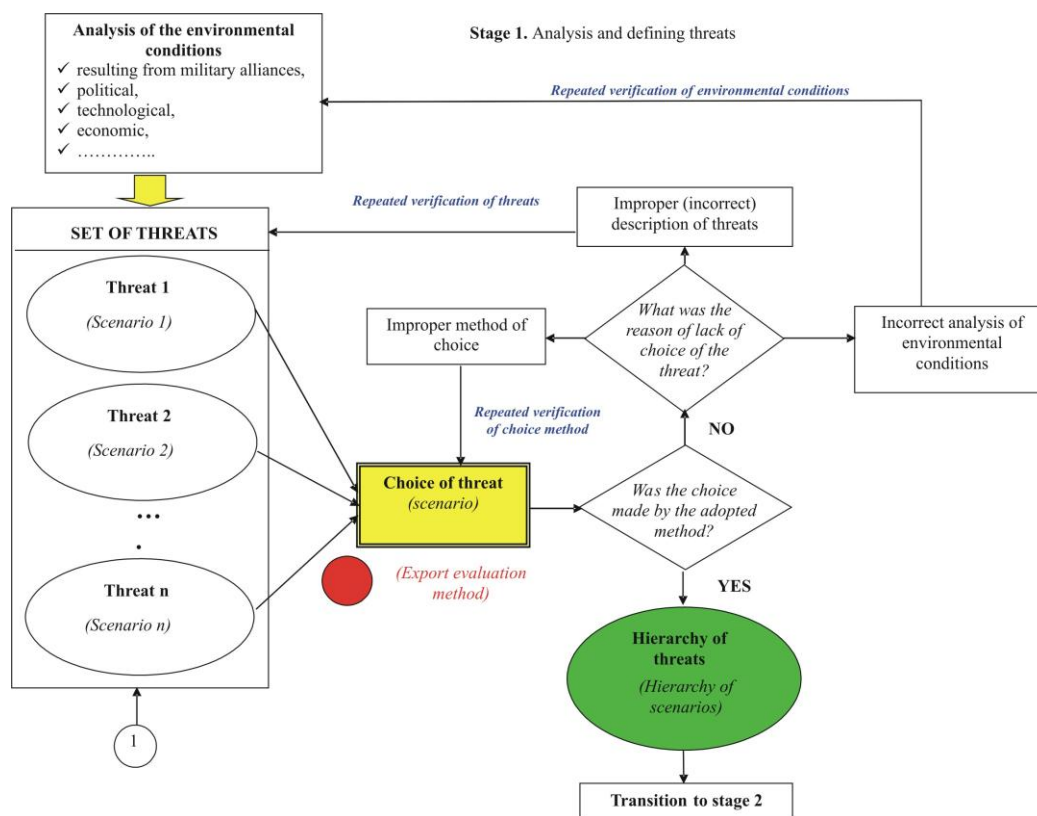 Analysis of the environmental
conditions
✓ resulting from military alliances,
✓ political,
✓ technological,
✓ economic,
✓ …………..
Stage 1. Analysis and defining threats
Repeated verification of environmental conditions
Repeated verification of threats
Improper (incorrect)
description of threats
SET OF THREATS
Threat 1
(Scenario 1)
Improper method of
choice
What was the
reason of lack of
choice of the
threat?
Incorrect analysis of
environmental
conditions
Threat 2
(Scenario 2)
Repeated verification
of choice method
NO
Choice of threat
(scenario)
Was the choice
made by the adopted
method?
...
.
Threat n
(Scenario n)
(Export evaluation
method)
YES
Hierarchy of
threats
(Hierarchy of
scenarios)
1
Transition to stage 2